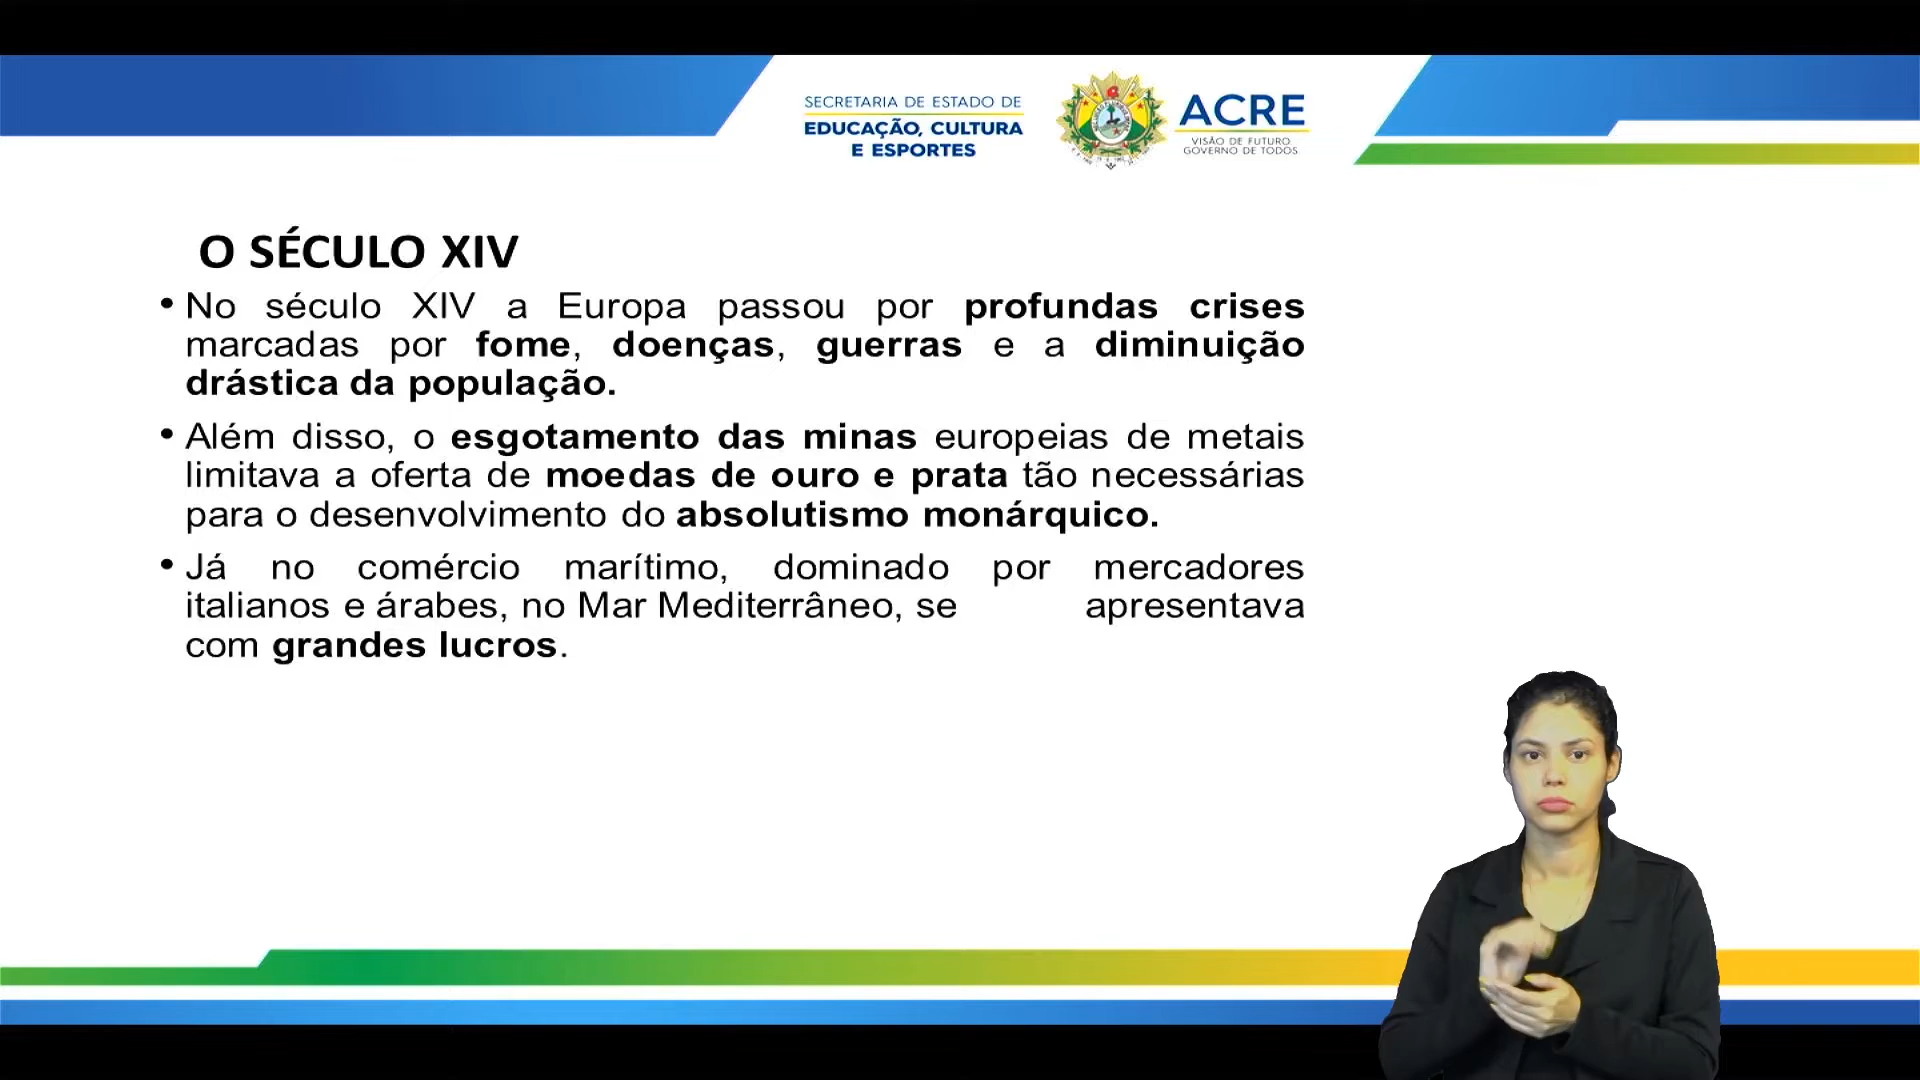 SECRETARIA DE ESTADO DE
EDUCAÇÃO, CULTURA
E ESPORTES
ACRE
VISÃO DE FUTURO
GOVERNO DE TODOS
O SÉCULO XIV
• No século XIV a Europa passou por profundas crises
marcadas por fome, doenças, guerras e a diminuição
drástica da população.
• Além disso, o esgotamento das minas europeias de metais
limitava a oferta de moedas de ouro e prata tão necessárias
para o desenvolvimento do absolutismo monárquico.
• Já no comércio marítimo, dominado por mercadores
italianos e árabes, no Mar Mediterrâneo, se apresentava
com grandes lucros.